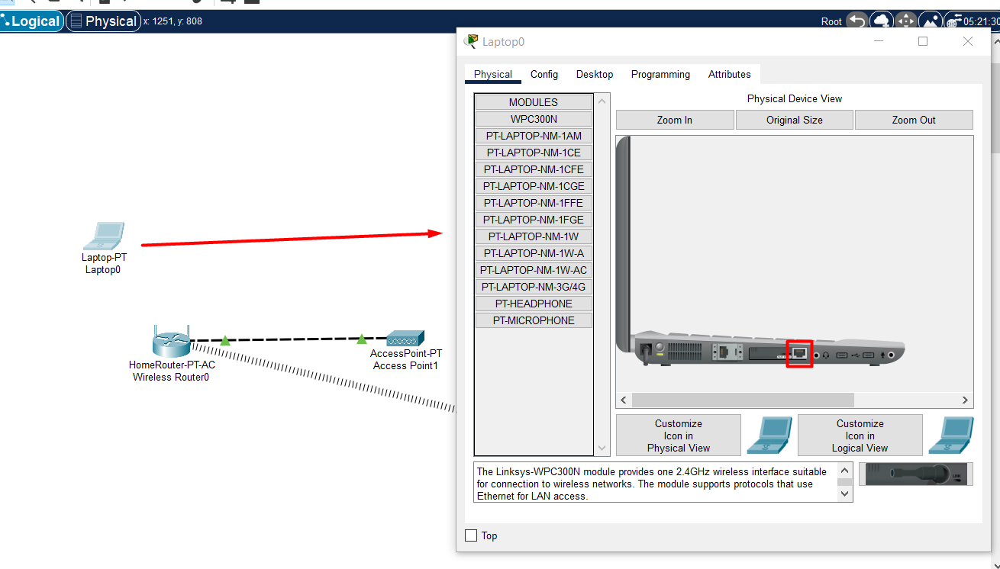 Logical
Physical
x: 1251, y: 808
Root
05:21:30
Laptop0
Physical
Config
Desktop
Programming
Attributes
MODULES
WPC300N
PT-LAPTOP-NM-1AM
PT-LAPTOP-NM-1CE
PT-LAPTOP-NM-1CFE
PT-LAPTOP-NM-1CGE
PT-LAPTOP-NM-1FFE
PT-LAPTOP-NM-1FGE
PT-LAPTOP-NM-1W
PT-LAPTOP-NM-1W-A
PT-LAPTOP-NM-1W-AC
PT-LAPTOP-NM-3G/4G
PT-HEADPHONE
PT-MICROPHONE
Physical Device View
Zoom In
Original Size
Zoom Out
Customize
Icon in
Physical View
Customize
Icon in
Logical View
The Linksys-WPC300N module provides one 2.4GHz wireless interface suitable
for connection to wireless networks. The module supports protocols that use
Ethernet for LAN access.
Top
Laptop-PT
Laptop0
HomeRouter-PT-AC
Wireless Router0
AccessPoint-PT
Access Point1